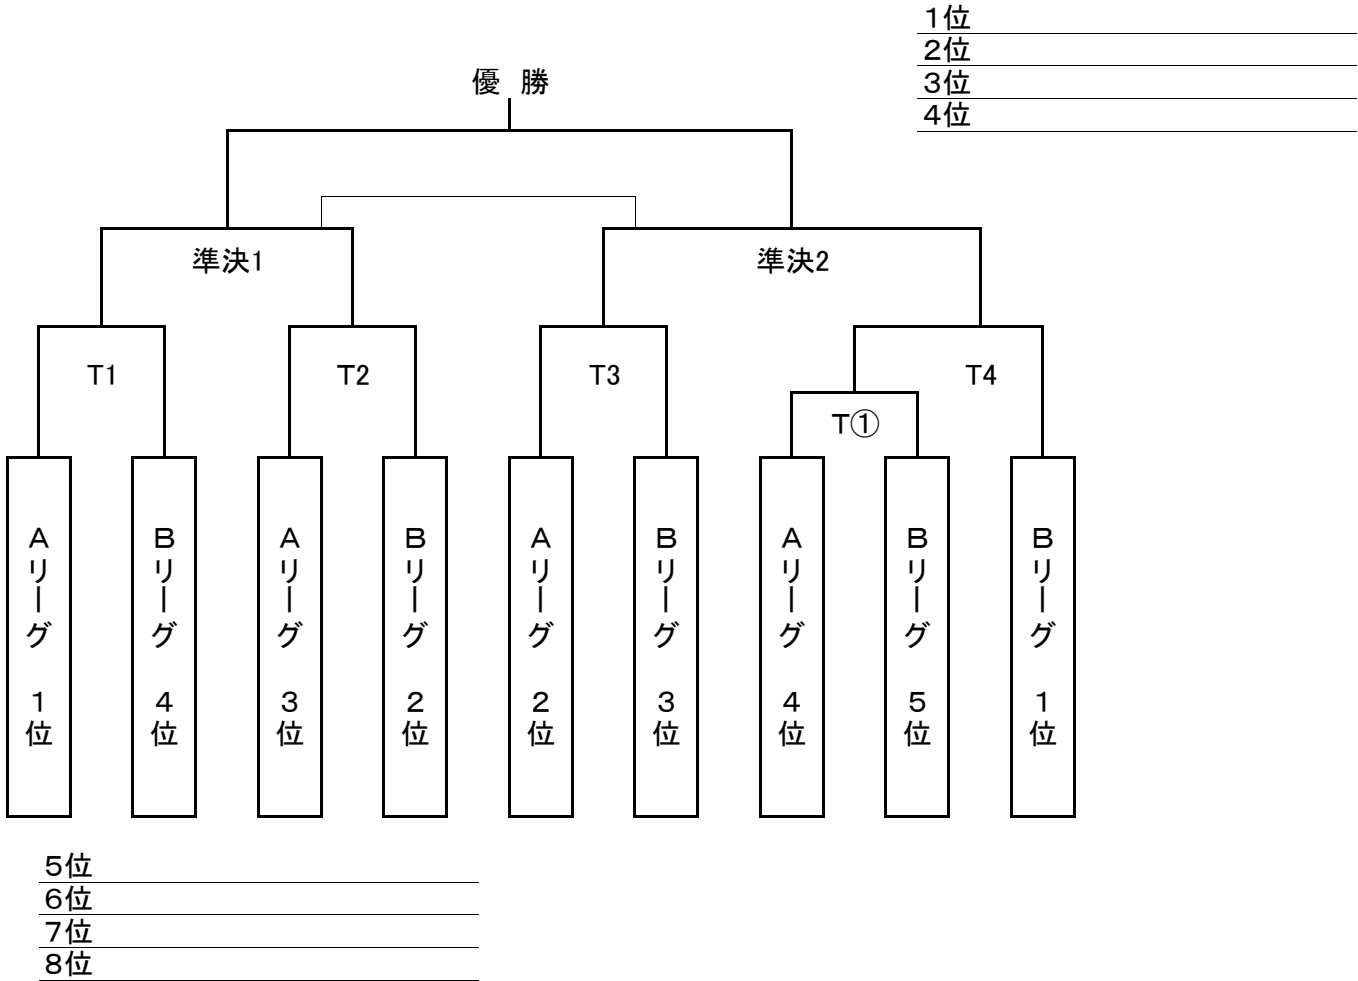 １位
２位
３位
４位
優　勝
準決1
準決2
T1
T2
T3
T4
T①
Ａリーグ　１位
Ｂリーグ　４位
Ａリーグ　３位
Ｂリーグ　２位
Ａリーグ　２位
Ｂリーグ　３位
Ａリーグ　４位
Ｂリーグ　５位
Ｂリーグ　１位
５位
６位
７位
８位